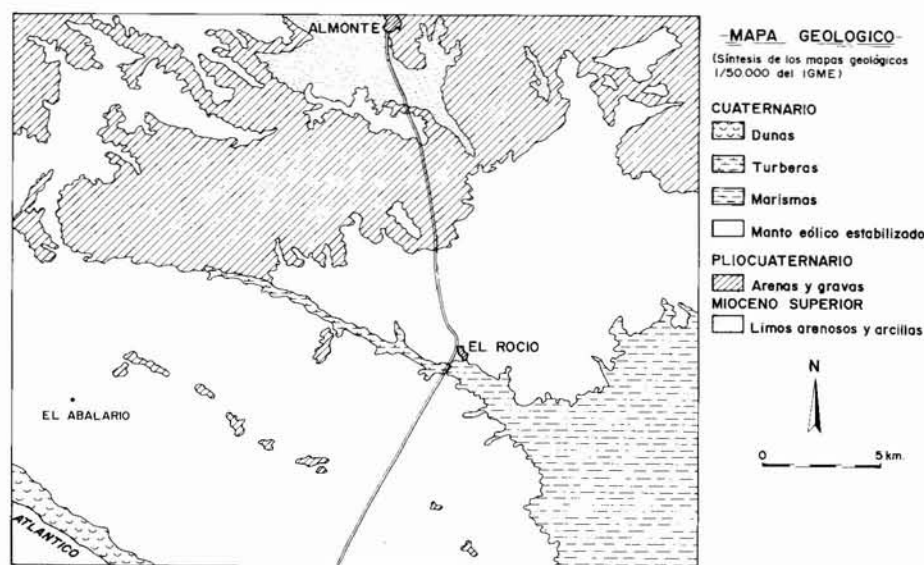 ALMONTE
EL ROCIO
EL ABALARIO
ATLANTICO
-MAPA GEOLOGICO-
(Síntesis de los mapas geológicos
1/50.000 del IGME)
CUATERNARIO
Dunas
Turberas
Marismas
Manto eólico estabilizado
PLIOCUATERNARIO
Arenas y gravas
MIOCENO SUPERIOR
Limos arenosos y arcillas
N
0 5 km.